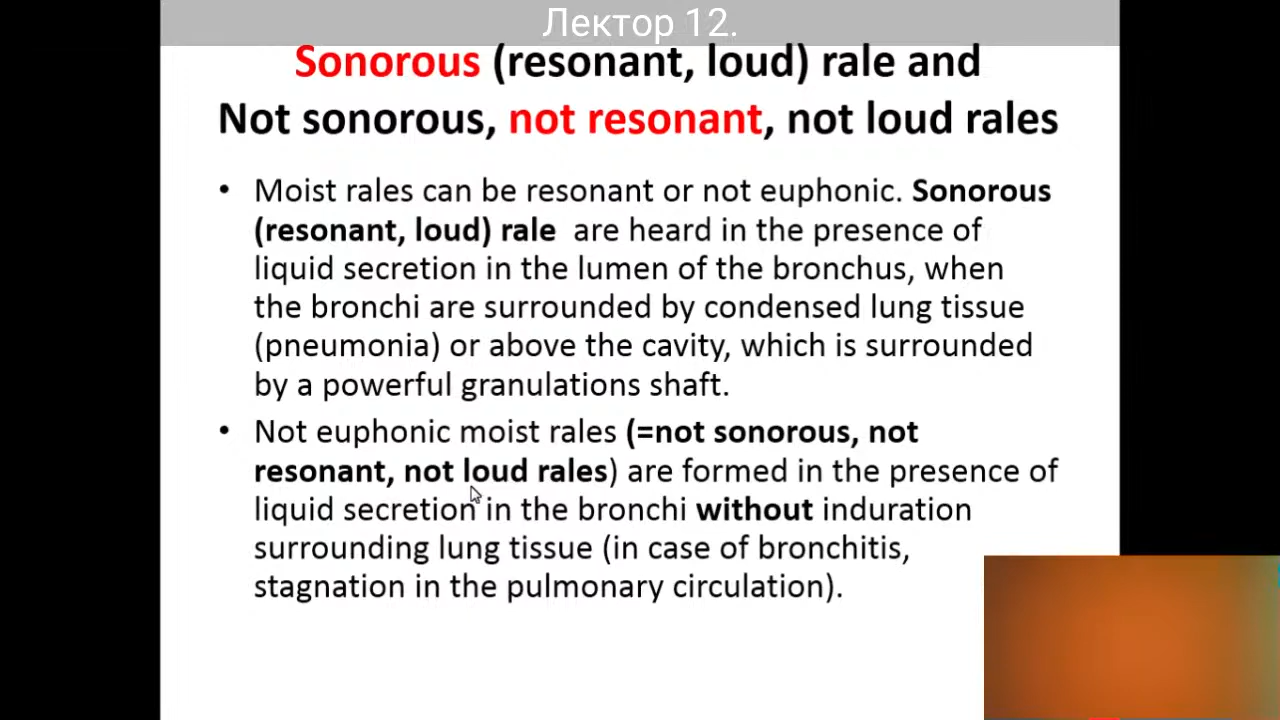 Лектор 12.
Sonorous (resonant, loud) rale and
Not sonorous, not resonant, not loud rales
• Moist rales can be resonant or not euphonic. Sonorous
(resonant, loud) rale are heard in the presence of
liquid secretion in the lumen of the bronchus, when
the bronchi are surrounded by condensed lung tissue
(pneumonia) or above the cavity, which is surrounded
by a powerful granulations shaft.
• Not euphonic moist rales (=not sonorous, not
resonant, not loud rales) are formed in the presence of
liquid secretion in the bronchi without induration
surrounding lung tissue (in case of bronchitis,
stagnation in the pulmonary circulation).